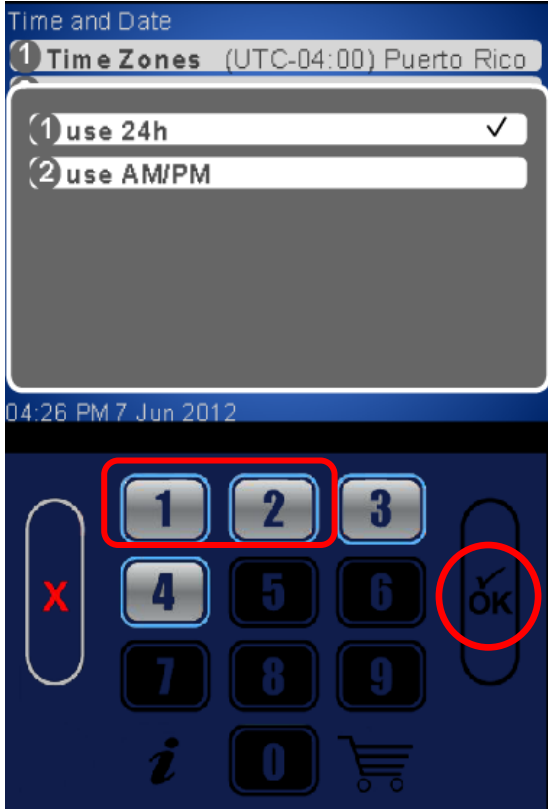 Time and Date
1 Time Zones (UTC-04:00) Puerto Rico
1 use 24h ✓
2 use AM/PM
04:26 PM 7 Jun 2012
1 2 3
X 4 5 6 OK
7 8 9
i 0